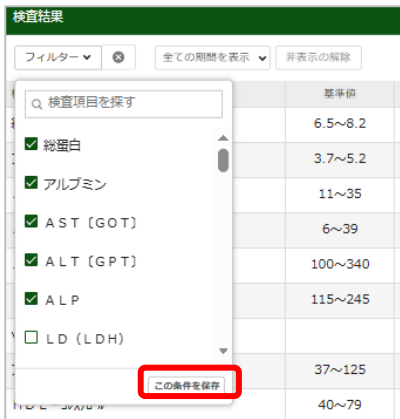 検査結果
フィルター
全ての期間を表示
非表示の解除
基準値
検査項目を探す
6.5～8.2
総蛋白
3.7～5.2
アルブミン
11～35
ＡＳＴ〔ＧＯＴ〕
6～39
ＡＬＴ〔ＧＰＴ〕
100～340
ＡＬＰ
115～245
ＬＤ（ＬＤＨ）
37～125
この条件を保存
40～79